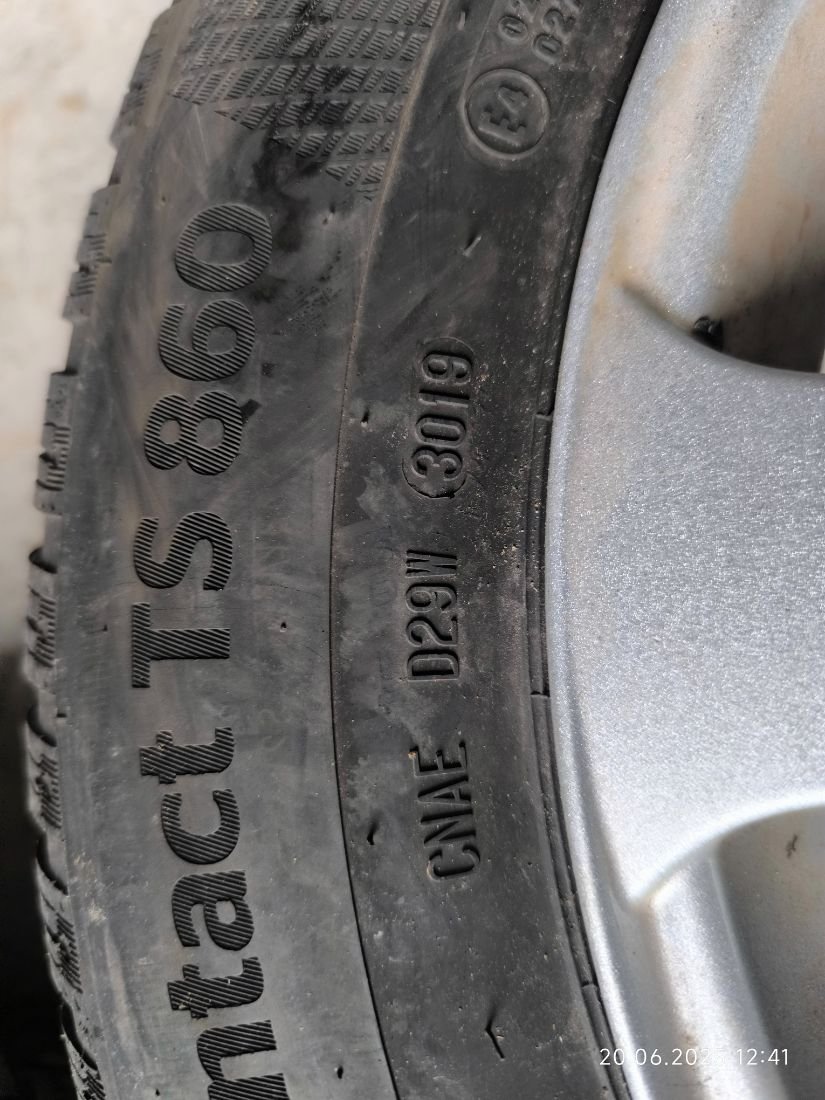 ntact TS 860
CNAE D29W 3019
E4
20.06.2025 12:41